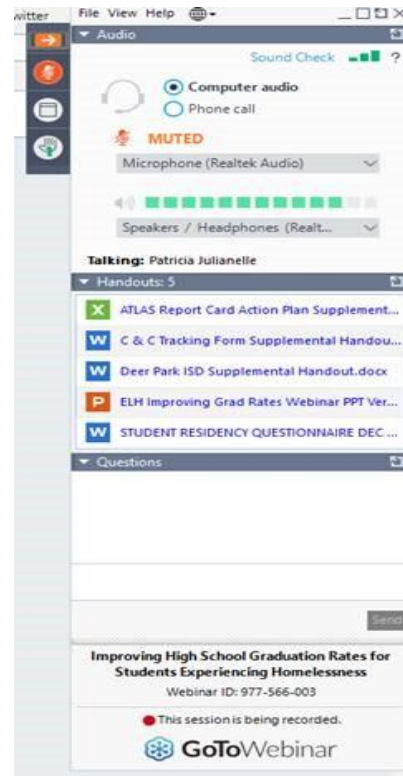 witter
File View Help
Audio
Sound Check ?
Computer audio
Phone call
MUTED
Microphone (Realtek Audio)
Speakers / Headphones (Realt...
Talking: Patricia Julianelle
Handouts: 5
X ATLAS Report Card Action Plan Supplement...
W C & C Tracking Form Supplemental Handou...
W Deer Park ISD Supplemental Handout.docx
P ELH Improving Grad Rates Webinar PPT Ver...
W STUDENT RESIDENCY QUESTIONNAIRE DEC ...
Questions
Send
Improving High School Graduation Rates for
Students Experiencing Homelessness
Webinar ID: 977-566-003
This session is being recorded.
GoToWebinar